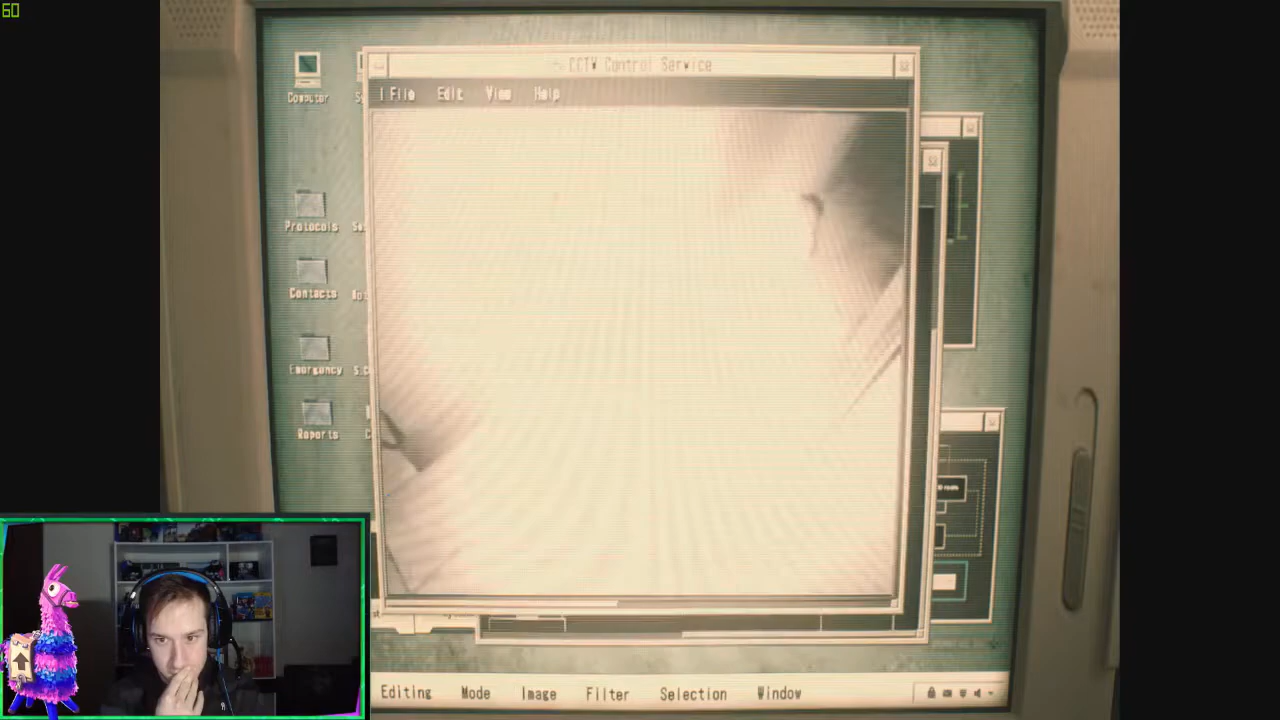 60
CCTV Control Service
File Edit View Help
Computer
Protocols
Contacts
Emergency
Reports
Editing Mode Image Filter Selection Window